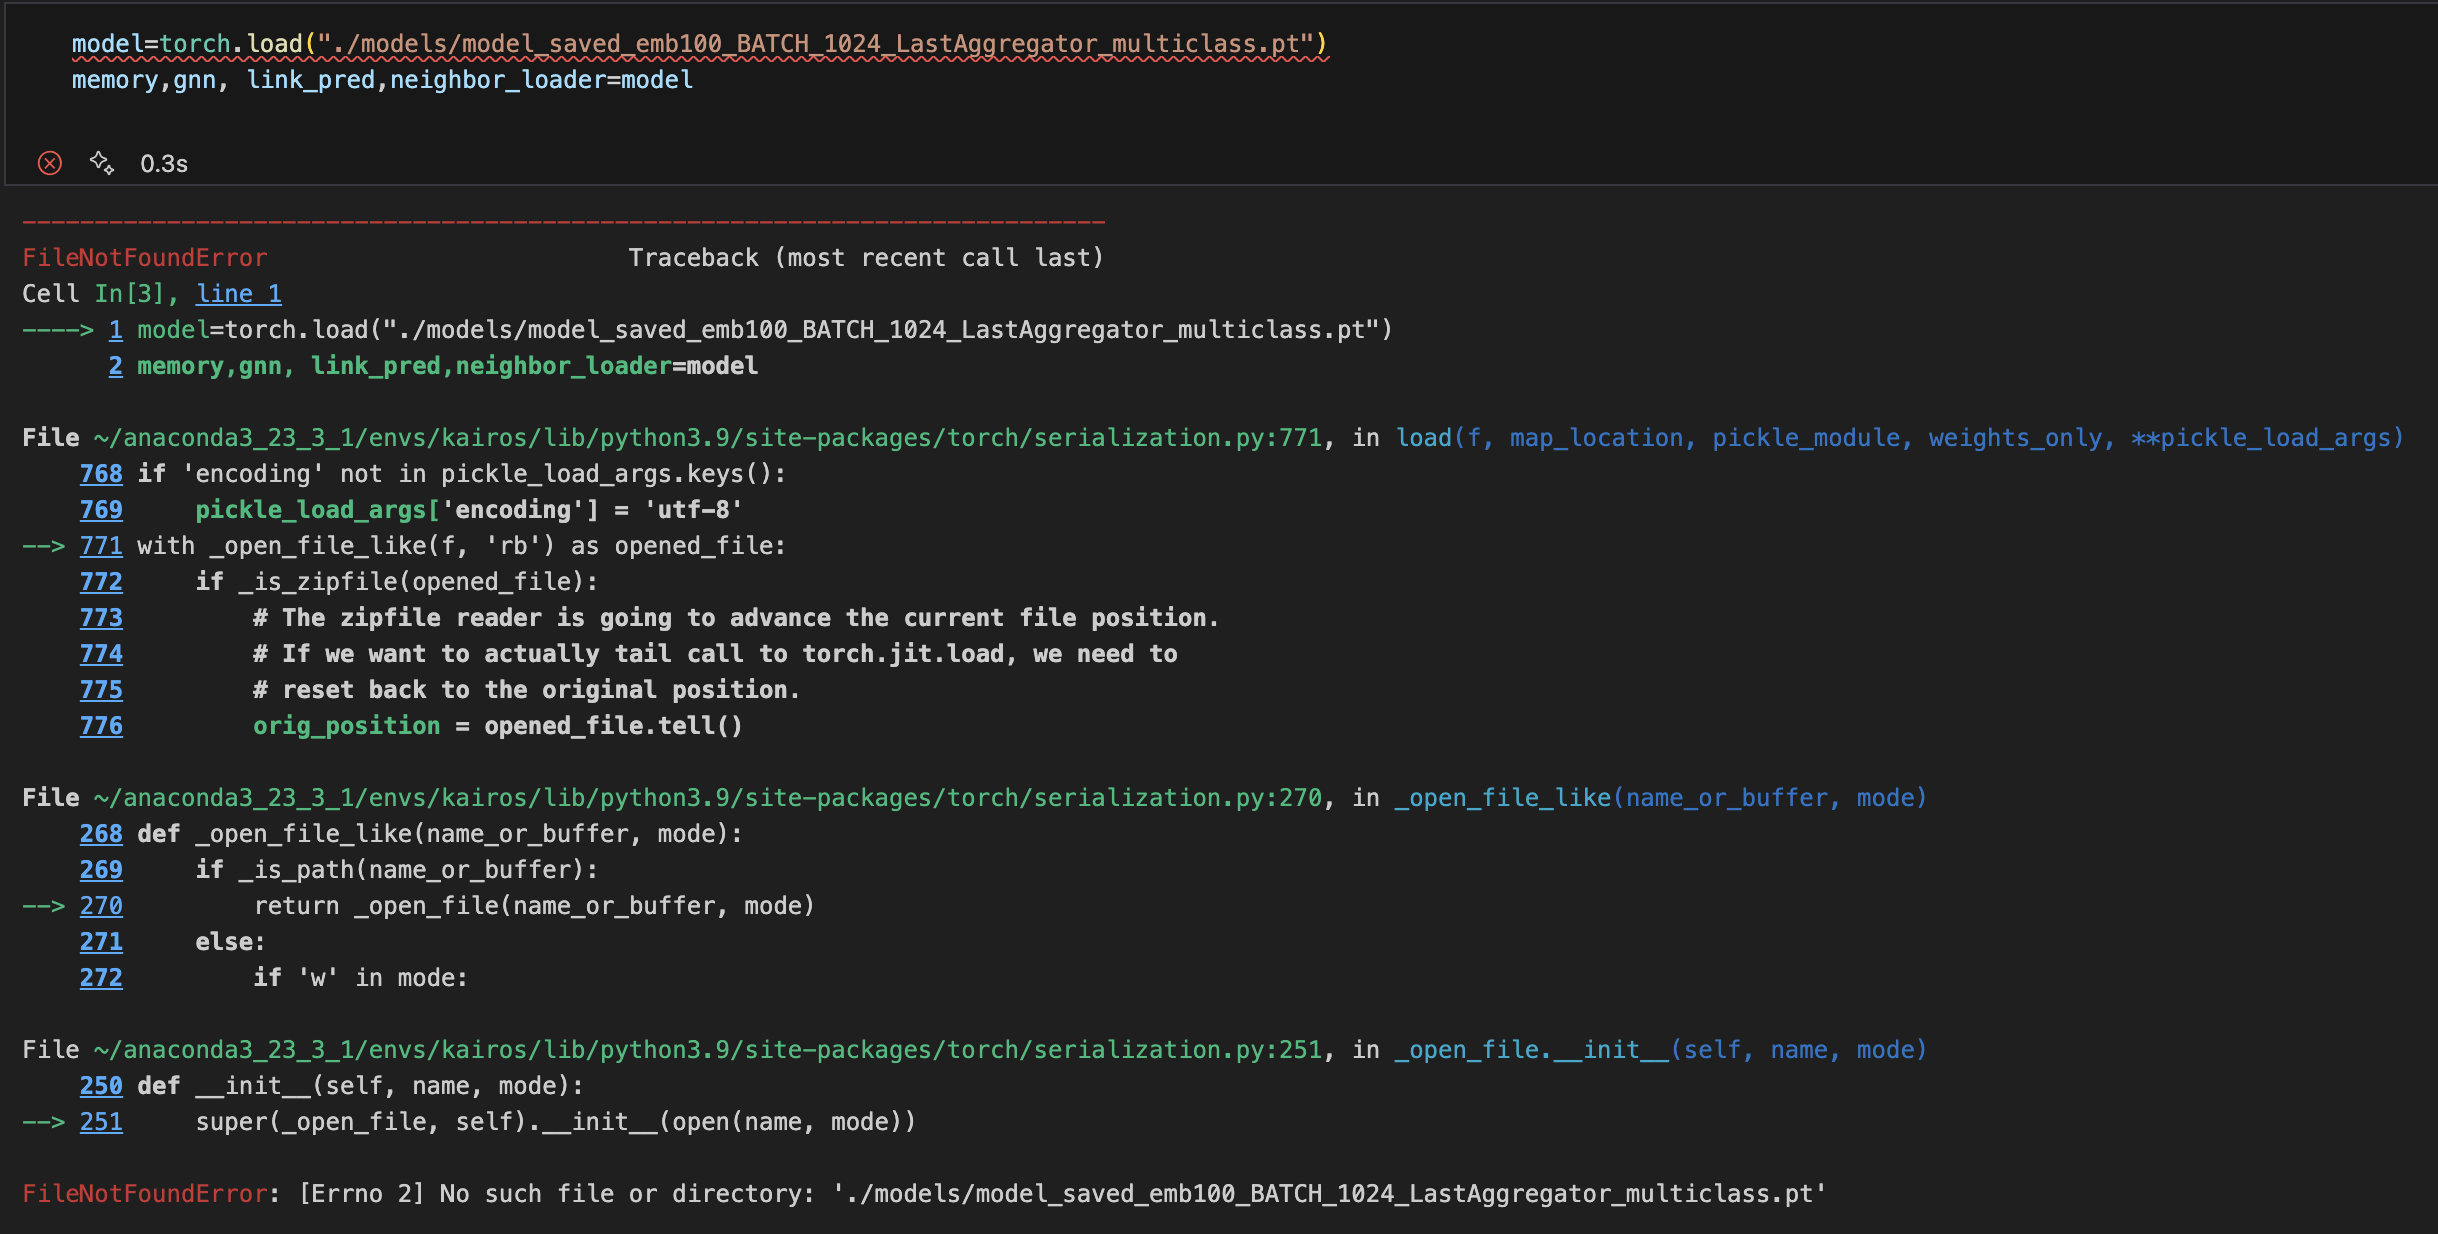 model=torch.load("./models/model_saved_emb100_BATCH_1024_LastAggregator_multiclass.pt")
memory,gnn, link_pred,neighbor_loader=model
0.3s
---------------------------------------------------------------------------
FileNotFoundError                         Traceback (most recent call last)
Cell In[3], line 1
----> 1 model=torch.load("./models/model_saved_emb100_BATCH_1024_LastAggregator_multiclass.pt")
      2 memory,gnn, link_pred,neighbor_loader=model
File ~/anaconda3_23_3_1/envs/kairos/lib/python3.9/site-packages/torch/serialization.py:771, in load(f, map_location, pickle_module, weights_only, **pickle_load_args)
    768 if 'encoding' not in pickle_load_args.keys():
    769     pickle_load_args['encoding'] = 'utf-8'
--> 771 with _open_file_like(f, 'rb') as opened_file:
    772     if _is_zipfile(opened_file):
    773         # The zipfile reader is going to advance the current file position.
    774         # If we want to actually tail call to torch.jit.load, we need to
    775         # reset back to the original position.
    776         orig_position = opened_file.tell()
File ~/anaconda3_23_3_1/envs/kairos/lib/python3.9/site-packages/torch/serialization.py:270, in _open_file_like(name_or_buffer, mode)
    268 def _open_file_like(name_or_buffer, mode):
    269     if _is_path(name_or_buffer):
--> 270         return _open_file(name_or_buffer, mode)
    271     else:
    272         if 'w' in mode:
File ~/anaconda3_23_3_1/envs/kairos/lib/python3.9/site-packages/torch/serialization.py:251, in _open_file.__init__(self, name, mode)
    250 def __init__(self, name, mode):
--> 251     super(_open_file, self).__init__(open(name, mode))
FileNotFoundError: [Errno 2] No such file or directory: './models/model_saved_emb100_BATCH_1024_LastAggregator_multiclass.pt'